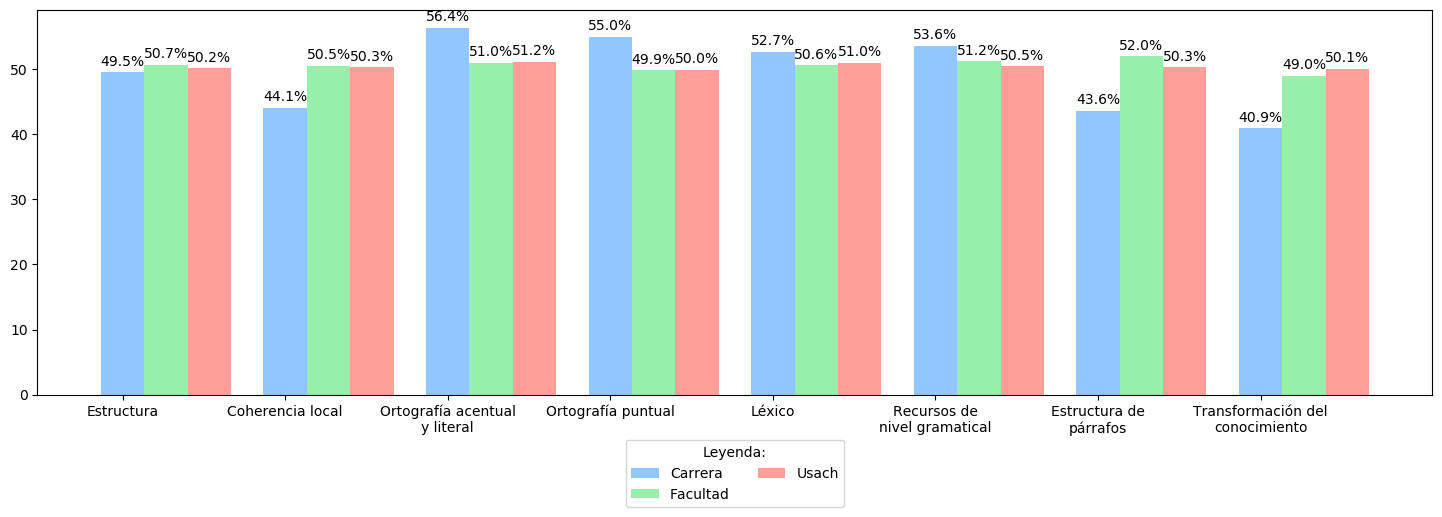 56.4%
55.0%
53.6%
52.7%
52.0%
49.5% 50.7% 50.2%
44.1% 50.5% 50.3%
51.0% 51.2%
49.9% 50.0%
50.6% 51.0%
51.2% 50.5%
43.6% 50.3%
40.9% 49.0% 50.1%
50
40
30
20
10
0
Estructura
Coherencia local
Ortografía acentual
y literal
Ortografía puntual
Léxico
Recursos de
nivel gramatical
Estructura de
párrafos
Transformación del
conocimiento
Leyenda:
Carrera
Facultad
Usach